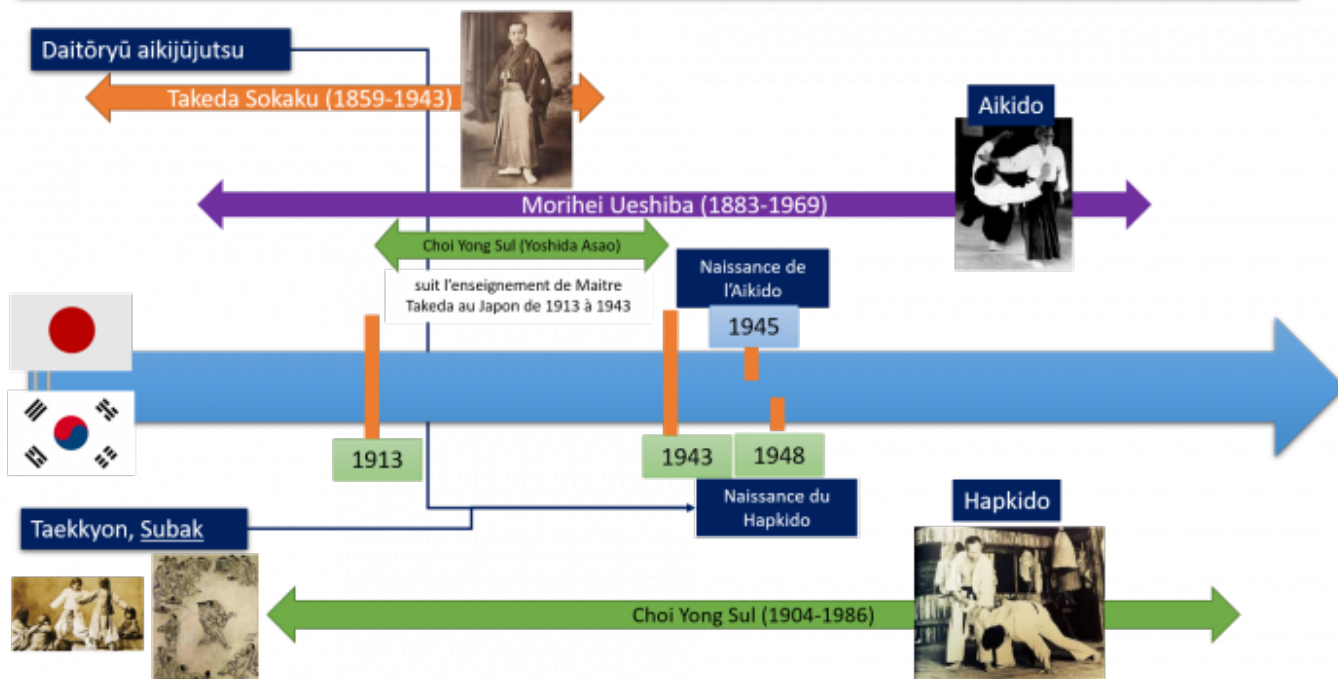 Daitōryū aikijūjutsu
Takeda Sokaku (1859-1943)
Aikido
Morihei Ueshiba (1883-1969)
Choi Yong Sul (Yoshida Asao)
suit l'enseignement de Maitre
Takeda au Japon de 1913 à 1943
Naissance de
l'Aikido
1945
1913
1943
1948
Naissance du
Hapkido
Taekkyon, Subak
Hapkido
Choi Yong Sul (1904-1986)